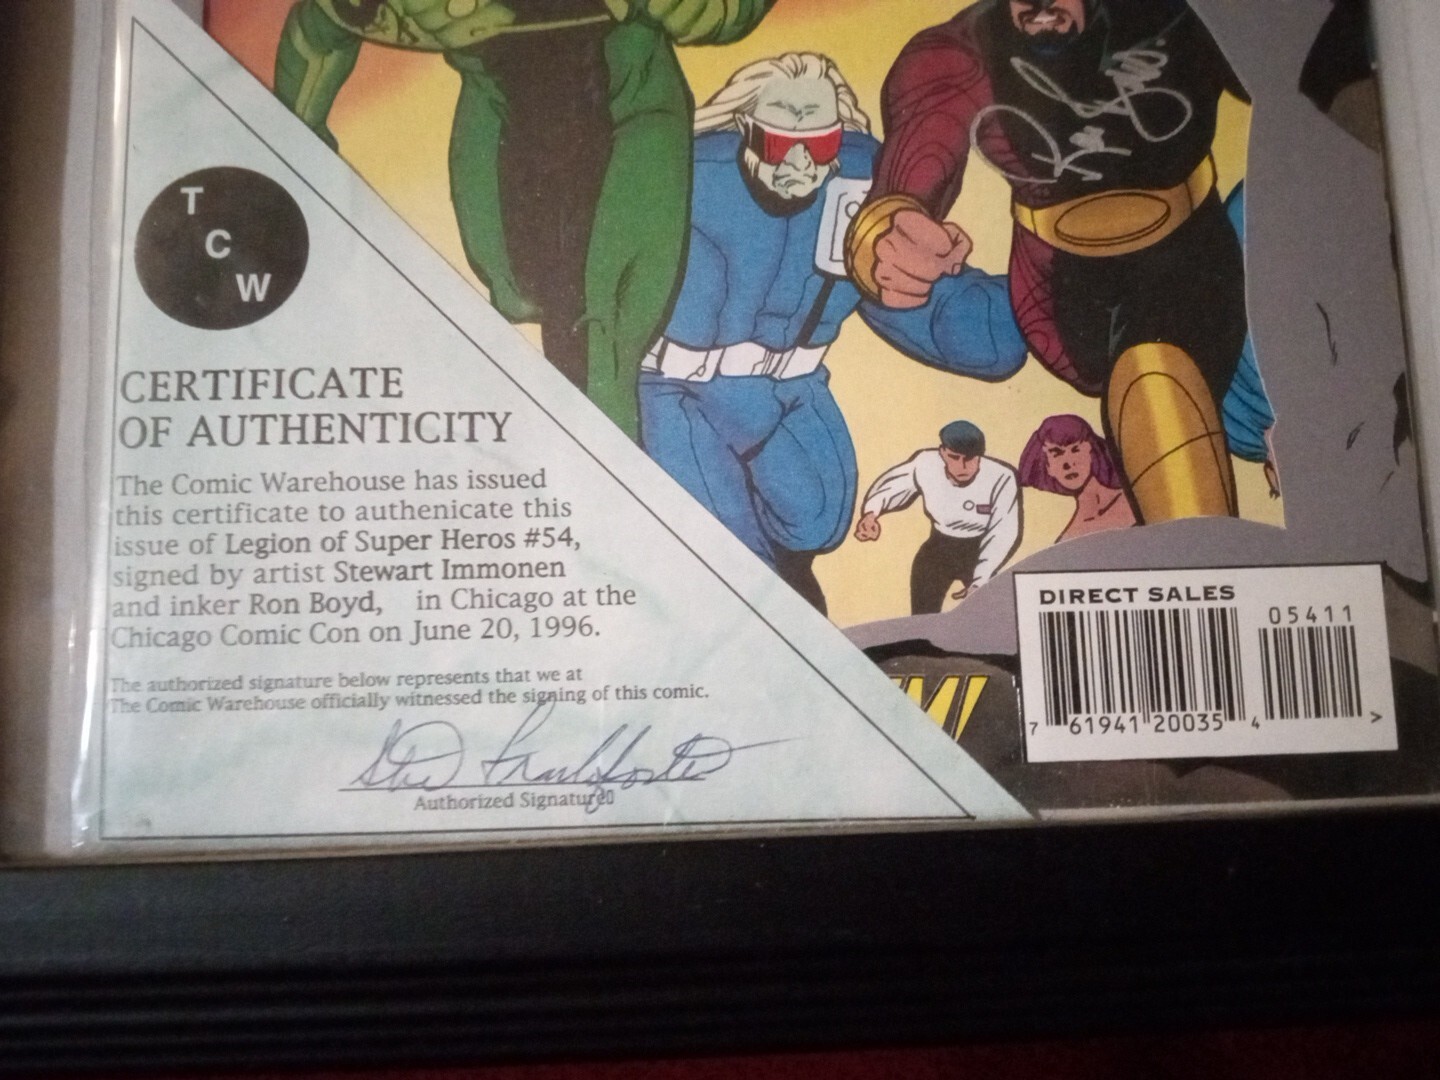 T
C
W
CERTIFICATE
OF AUTHENTICITY
The Comic Warehouse has issued
this certificate to authenicate this
issue of Legion of Super Heros #54,
signed by artist Stewart Immonen
and inker Ron Boyd, in Chicago at the
Chicago Comic Con on June 20, 1996.
The authorized signature below represents that we at
The Comic Warehouse officially witnessed the signing of this comic.
Authorized Signature
DIRECT SALES
05411
7 61941 20035 4 >